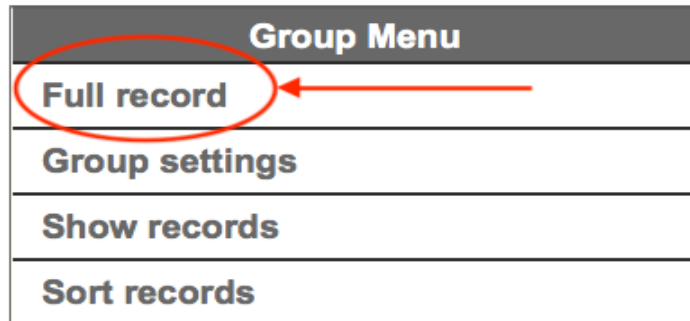 Group Menu
Full record
Group settings
Show records
Sort records